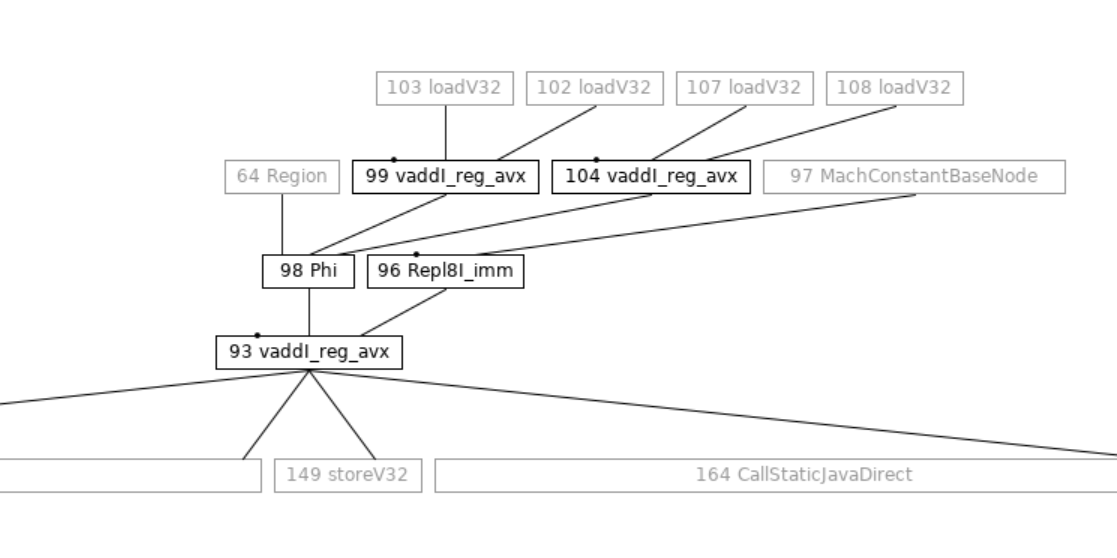 103 loadV32
102 loadV32
107 loadV32
108 loadV32
64 Region
99 vaddI_reg_avx
104 vaddI_reg_avx
97 MachConstantBaseNode
98 Phi
96 Repl8I_imm
93 vaddI_reg_avx
149 storeV32
164 CallStaticJavaDirect